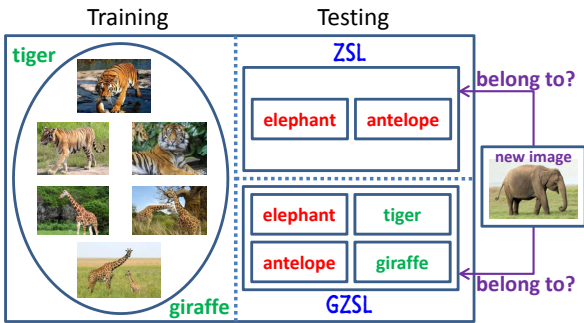 Training
Testing
tiger
giraffe
ZSL
elephant
antelope
elephant
tiger
antelope
giraffe
GZSL
belong to?
new image
belong to?